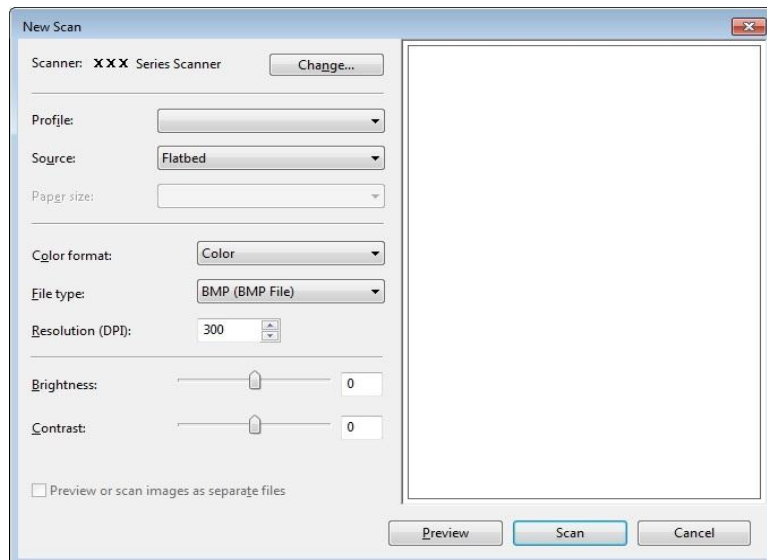 New Scan
Scanner: XXX Series Scanner Change...
Profile:
Source: Flatbed
Paper size:
Color format: Color
File type: BMP (BMP File)
Resolution (DPI): 300
Brightness: 0
Contrast: 0
Preview or scan images as separate files
Preview Scan Cancel